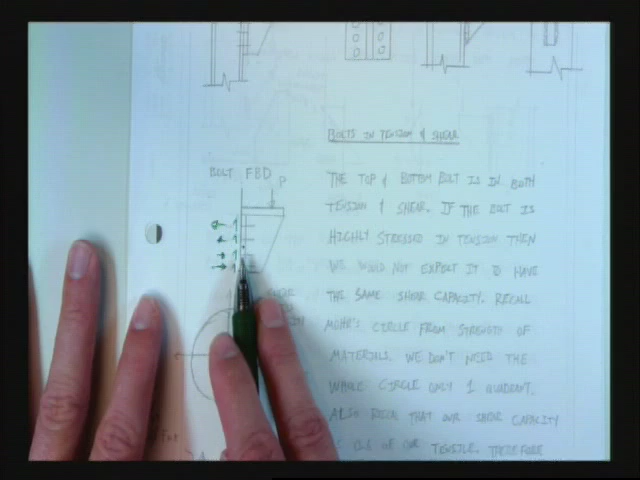 BOLTS IN TENSION & SHEAR
BOLT FBD
P
THE TOP & BOTTOM BOLT IS IN BOTH
TENSION & SHEAR. IF THE BOLT IS
HIGHLY STRESSED IN TENSION THEN
WE WOULD NOT EXPECT IT TO HAVE
THE SAME SHEAR CAPACITY. RECALL
MOHR'S CIRCLE FROM STRENGTH OF
MATERIALS. WE DON'T NEED THE
WHOLE CIRCLE ONLY 1 QUADRANT.
ALSO RECAL THAT OUR SHEAR CAPACITY
OF OUR TENSILE. THEREFORE
SHEAR